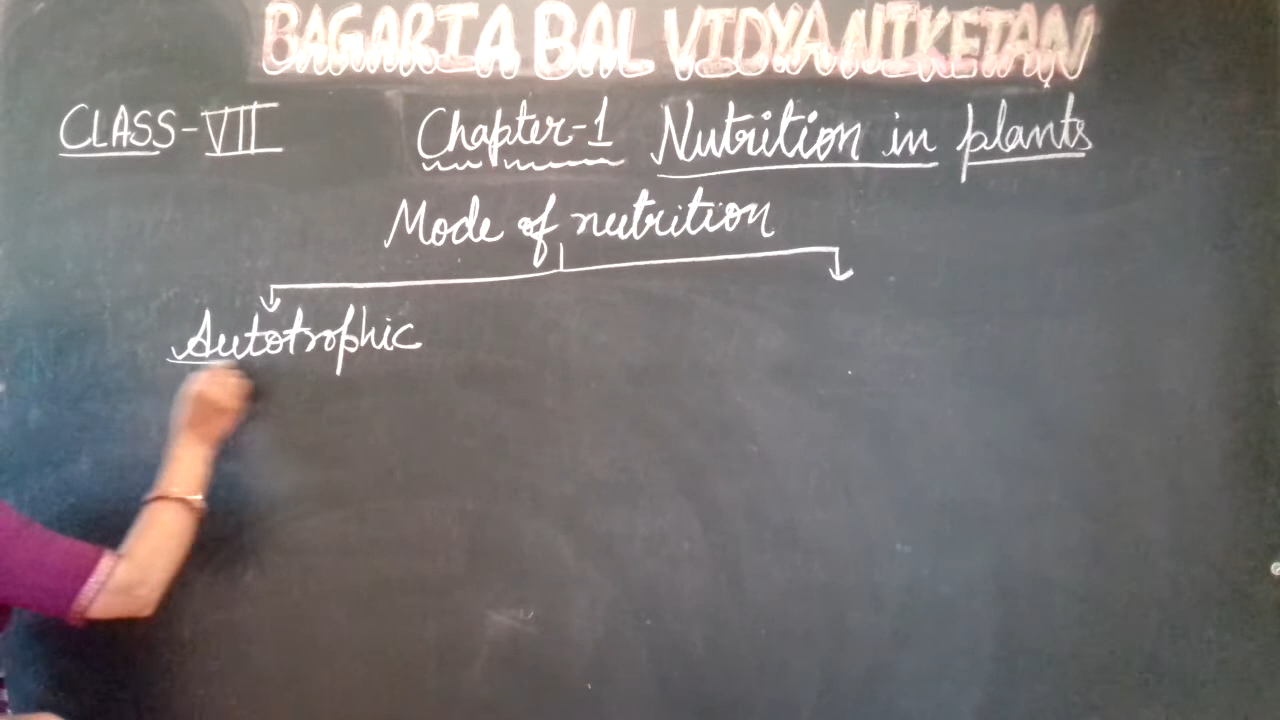 BAGARIA BAL VIDYA NIKETAN
CLASS-VII Chapter-1 Nutrition in plants
Mode of nutrition
Autotrophic